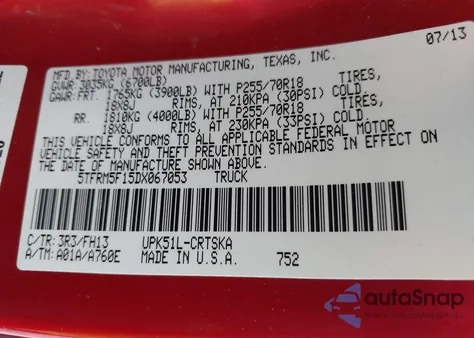 MFD.BY: TOYOTA MOTOR MANUFACTURING, TEXAS, INC. 07/13
GVWR: 3035KG (6700LB)
GAWR: FRT. 1765KG (3900LB) WITH P255/70R18 TIRES,
18X8J RIMS, AT 210KPA (30PSI) COLD.
RR. 1810KG (4000LB) WITH P255/70R18 TIRES,
18X8J RIMS, AT 230KPA (33PSI) COLD.
THIS VEHICLE CONFORMS TO ALL APPLICABLE FEDERAL MOTOR
VEHICLE SAFETY AND THEFT PREVENTION STANDARDS IN EFFECT ON
THE DATE OF MANUFACTURE SHOWN ABOVE.
5TFRM5F15DX067053 TRUCK
C/TR: 3R3/FH13 UPK51L-CRTSKA
A/TM: A01A/A760E MADE IN U.S.A. 752
autoSnap